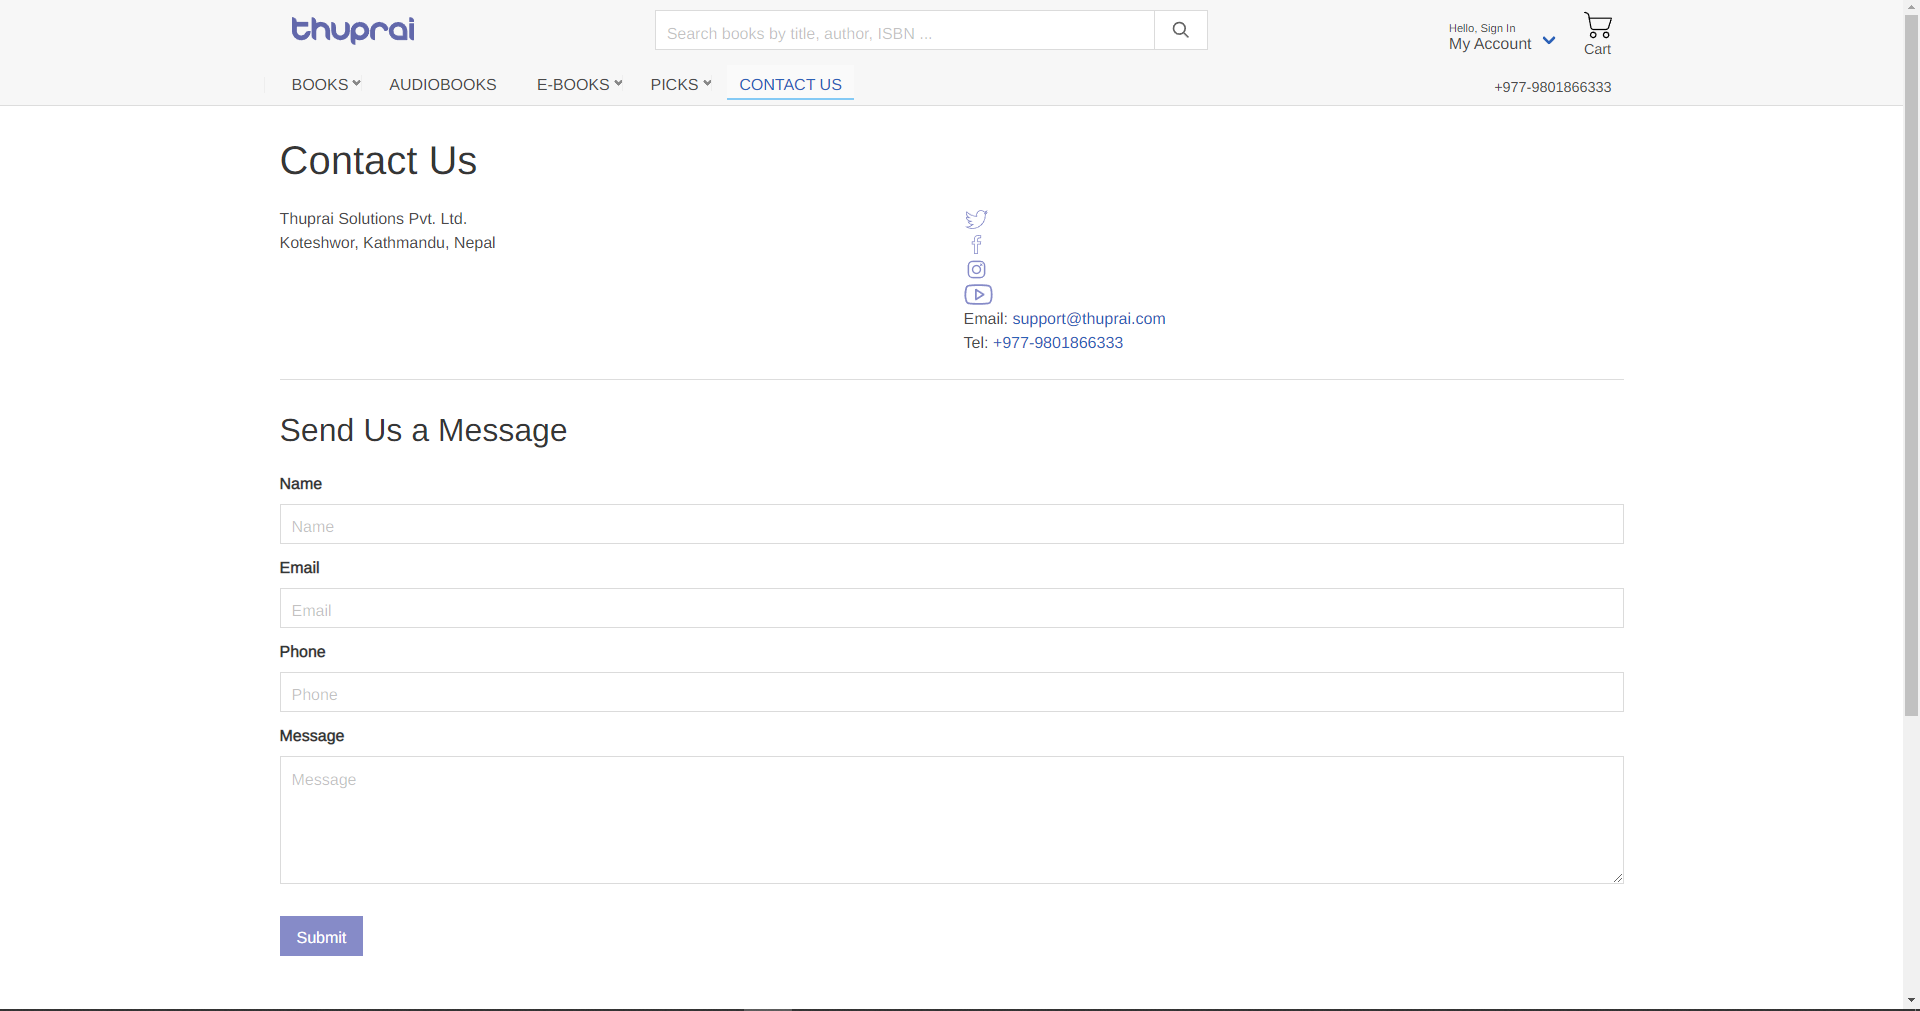 thuprai
Search books by title, author, ISBN ...
Hello, Sign In
My Account
Cart
BOOKS AUDIOBOOKS E-BOOKS PICKS CONTACT US
+977-9801866333
Contact Us
Thuprai Solutions Pvt. Ltd.
Koteshwor, Kathmandu, Nepal
Email: support@thuprai.com
Tel: +977-9801866333
Send Us a Message
Name
Name
Email
Email
Phone
Phone
Message
Message
Submit